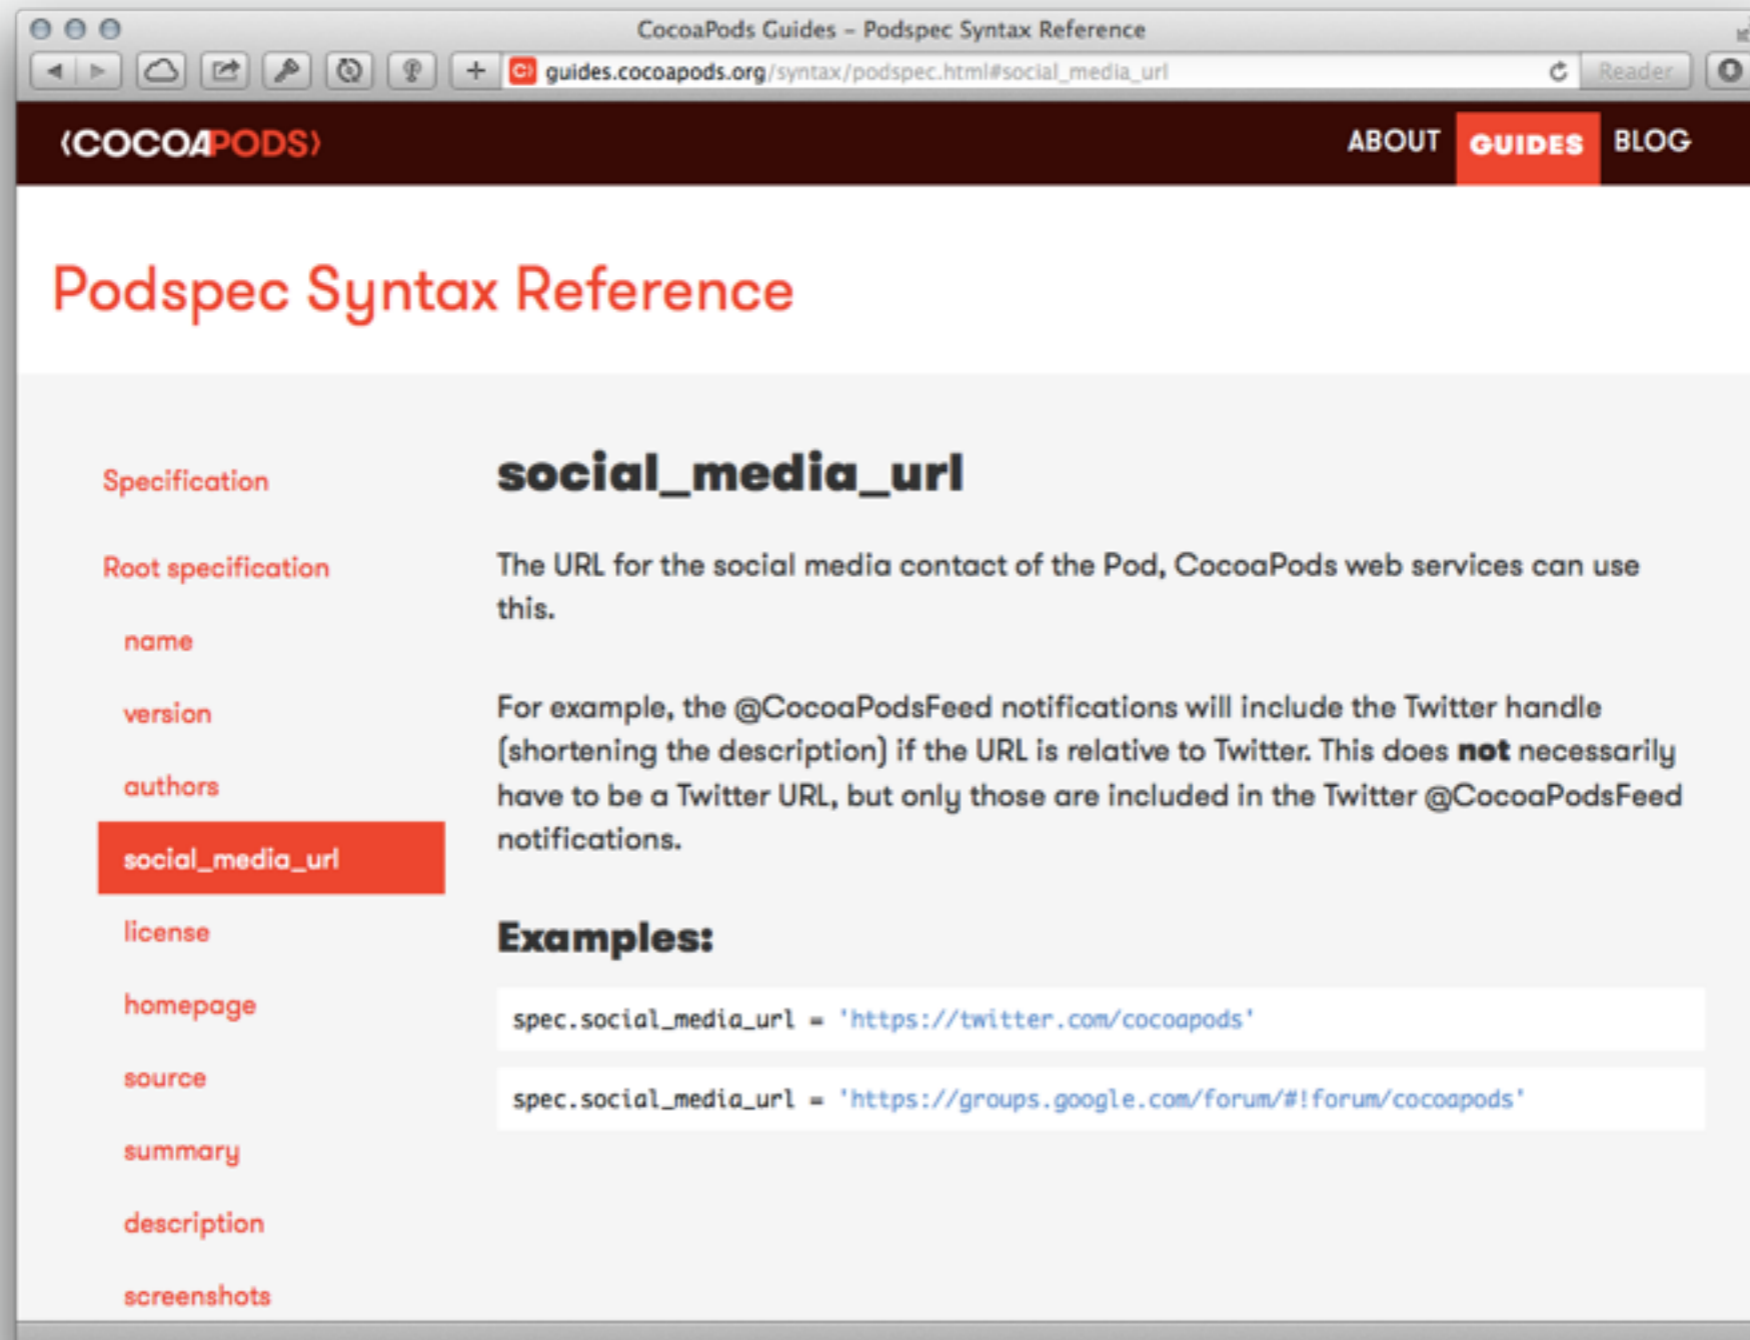 CocoaPods Guides – Podspec Syntax Reference
guides.cocoapods.org/syntax/podspec.html#social_media_url
Reader
⟨COCOAPODS⟩
ABOUT GUIDES BLOG
Podspec Syntax Reference
Specification
Root specification
name
version
authors
social_media_url
license
homepage
source
summary
description
screenshots
social_media_url
The URL for the social media contact of the Pod, CocoaPods web services can use
this.
For example, the @CocoaPodsFeed notifications will include the Twitter handle
(shortening the description) if the URL is relative to Twitter. This does not necessarily
have to be a Twitter URL, but only those are included in the Twitter @CocoaPodsFeed
notifications.
Examples:
spec.social_media_url = 'https://twitter.com/cocoapods'
spec.social_media_url = 'https://groups.google.com/forum/#!forum/cocoapods'